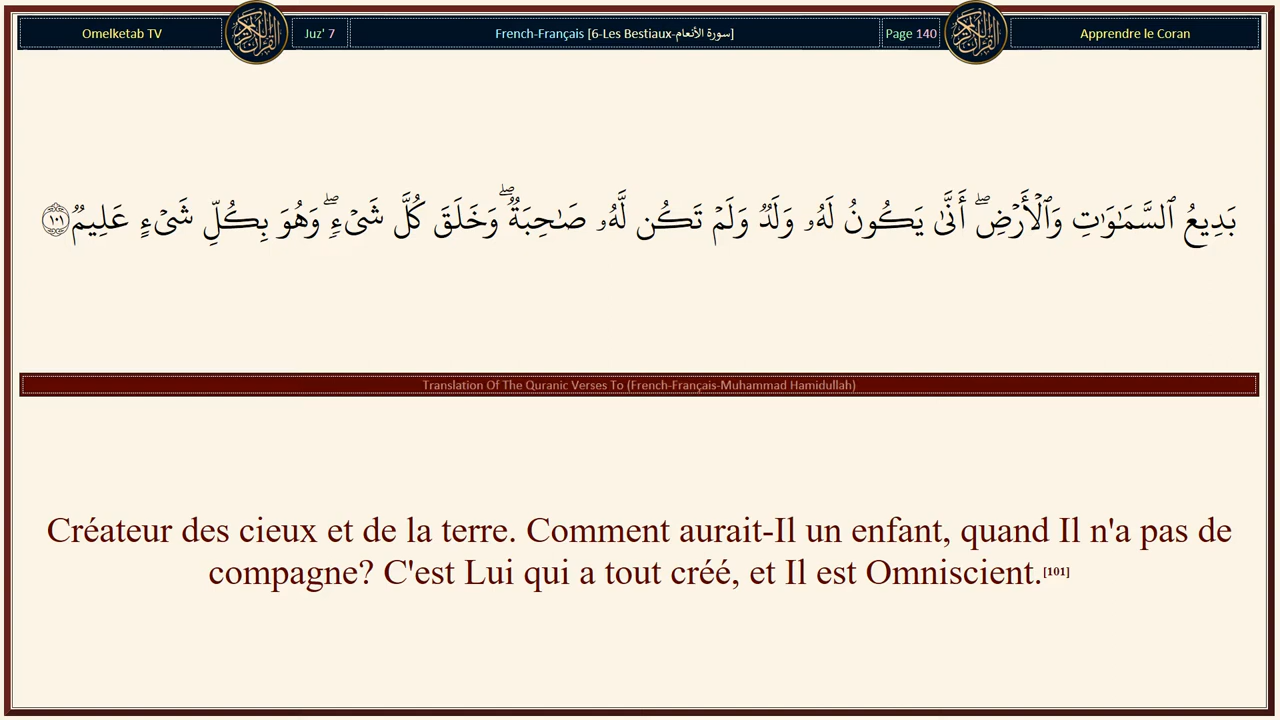 Omelketab TV
Juz' 7
French-Français [6-Les Bestiaux-سورة الأنعام]
Page 140
Apprendre le Coran
بَدِيعُ ٱلسَّمَٰوَٰتِ وَٱلۡأَرۡضِۖ أَنَّىٰ يَكُونُ لَهُۥ وَلَدٞ وَلَمۡ تَكُن لَّهُۥ صَٰحِبَةٞۖ وَخَلَقَ كُلَّ شَيۡءٖۖ وَهُوَ بِكُلِّ شَيۡءٍ عَلِيمٞ ١٠١
Translation Of The Quranic Verses To (French-Français-Muhammad Hamidullah)
Créateur des cieux et de la terre. Comment aurait-Il un enfant, quand Il n'a pas de
compagne? C'est Lui qui a tout créé, et Il est Omniscient.[101]